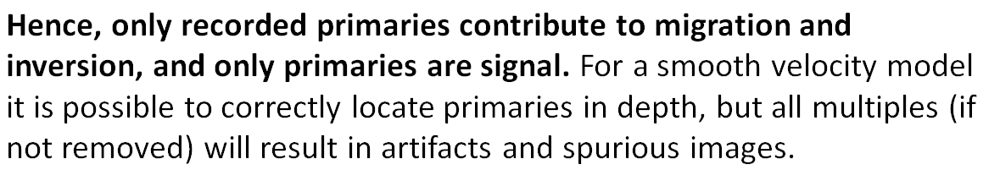 Hence, only recorded primaries contribute to migration and
inversion, and only primaries are signal. For a smooth velocity model
it is possible to correctly locate primaries in depth, but all multiples (if
not removed) will result in artifacts and spurious images.